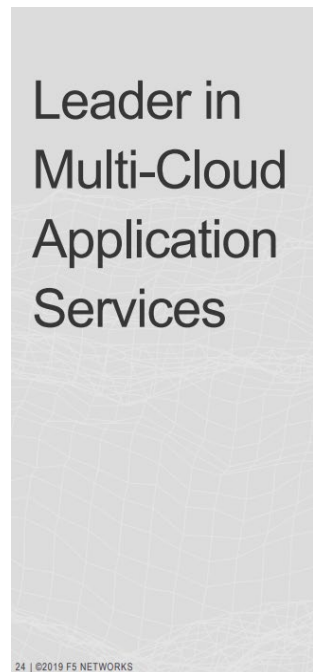 Leader in
Multi-Cloud
Application
Services
24 | ©2019 F5 NETWORKS